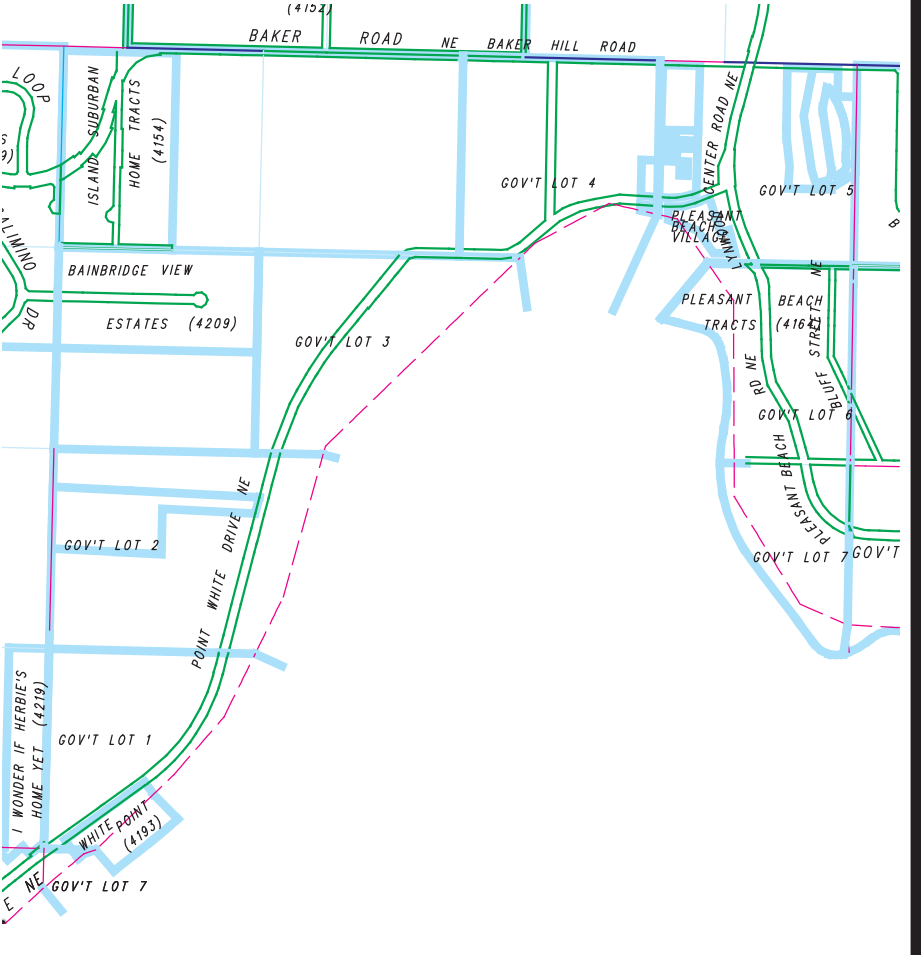 (4152)
BAKER ROAD NE BAKER HILL ROAD
LOOP
9)
ISLAND SUBURBAN
HOME TRACTS
(4154)
CENTER ROAD NE
GOV'T LOT 4
GOV'T LOT 5
PLEASANT
BEACH
VILLAGE
B
DR
BAINBRIDGE VIEW
ESTATES (4209)
PLEASANT BEACH
TRACTS
STREET NE
BLUFF
GOV'T LOT 3
RD NE
PLEASANT BEACH
GOV'T LOT 6
POINT WHITE DRIVE NE
GOV'T LOT 2
GOV'T LOT 7
GOV'T
I WONDER IF HERBIE'S
HOME YET (4219)
GOV'T LOT 1
WHITE POINT
(4193)
E NE
GOV'T LOT 7